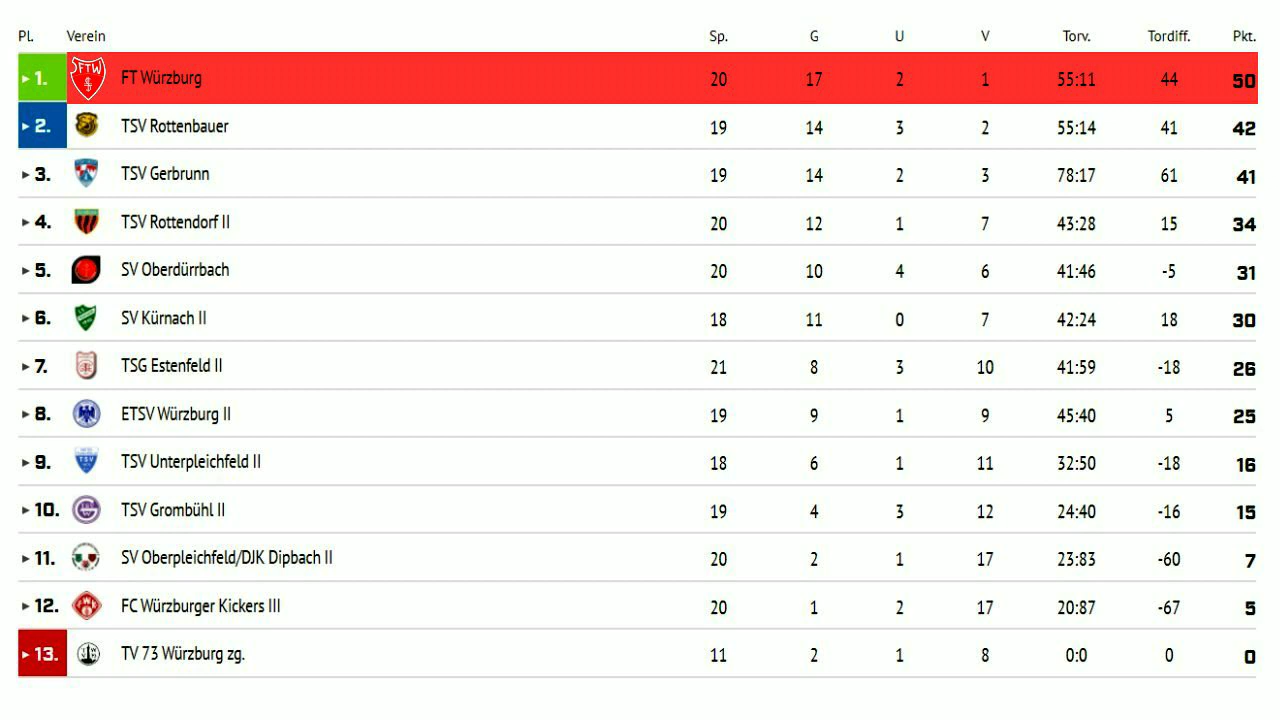 Pl. Verein Sp. G U V Torv. Tordiff. Pkt.
1. FTW FT Würzburg 20 17 2 1 55:11 44 50
2. TSV Rottenbauer 19 14 3 2 55:14 41 42
3. TSV Gerbrunn 19 14 2 3 78:17 61 41
4. TSV Rottendorf II 20 12 1 7 43:28 15 34
5. SV Oberdürrbach 20 10 4 6 41:46 -5 31
6. SV Kürnach II 18 11 0 7 42:24 18 30
7. TSG Estenfeld II 21 8 3 10 41:59 -18 26
8. ETSV Würzburg II 19 9 1 9 45:40 5 25
9. TSV TSV Unterpleichfeld II 18 6 1 11 32:50 -18 16
10. TSV Grombühl II 19 4 3 12 24:40 -16 15
11. SV Oberpleichfeld/DJK Dipbach II 20 2 1 17 23:83 -60 7
12. FC Würzburger Kickers III 20 1 2 17 20:87 -67 5
13. TV 73 Würzburg zg. 11 2 1 8 0:0 0 0